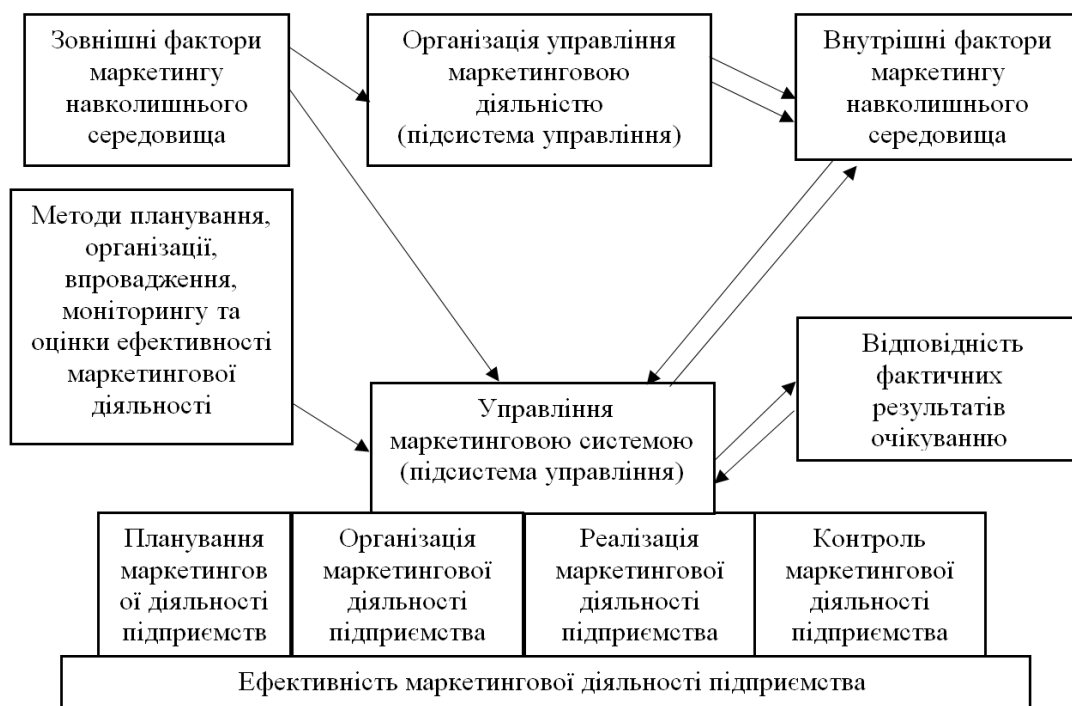 Зовнішні фактори
маркетингу
навколишнього
середовища
Організація управління
маркетинговою
діяльністю
(підсистема управління)
Внутрішні фактори
маркетингу
навколишнього
середовища
Методи планування,
організації,
впровадження,
моніторингу та
оцінки ефективності
маркетингової
діяльності
Управління
маркетинговою системою
(підсистема управління)
Відповідність
фактичних
результатів
очікуванню
Планування
маркетингов
ої діяльності
підприємств
Організація
маркетингової
діяльності
підприємства
Реалізація
маркетингової
діяльності
підприємства
Контроль
маркетингової
діяльності
підприємства
Ефективність маркетингової діяльності підприємства